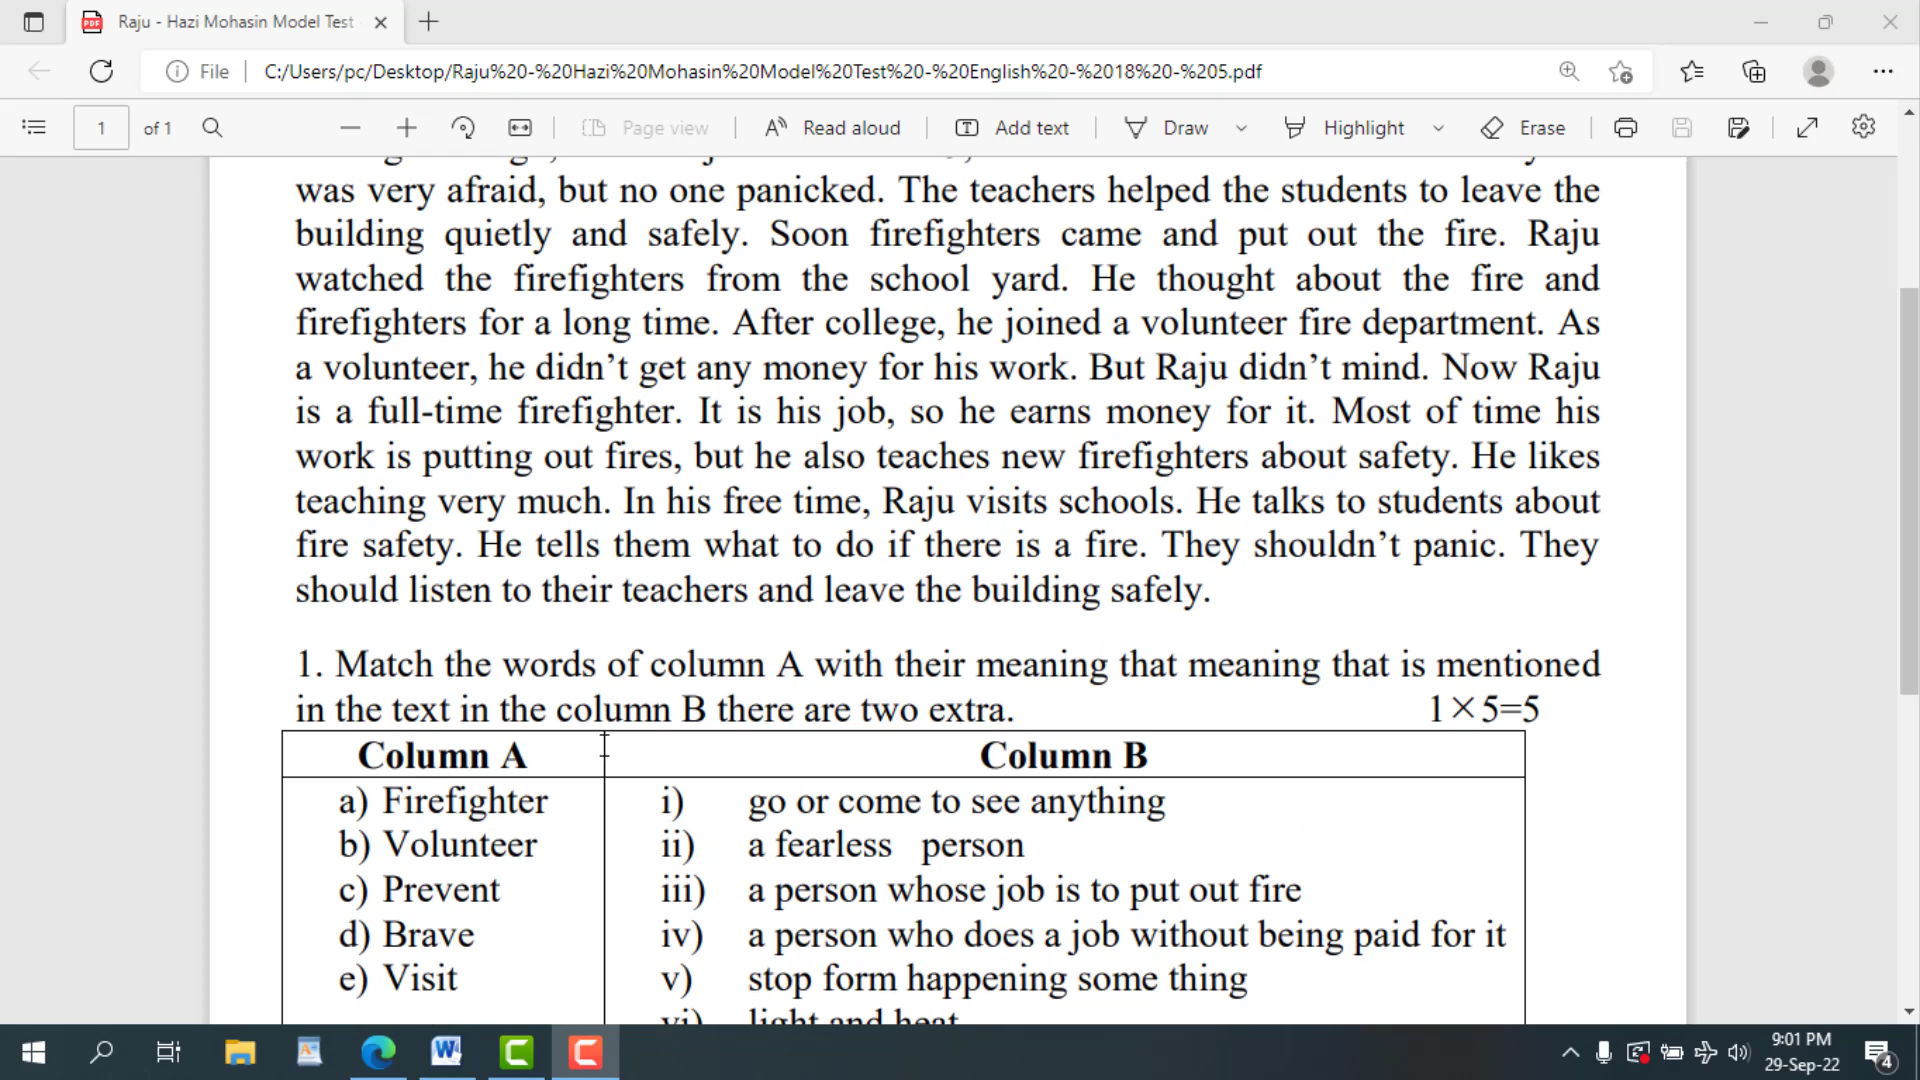 Raju - Hazi Mohasin Model Test
File C:/Users/pc/Desktop/Raju%20-%20Hazi%20Mohasin%20Model%20Test%20-%20English%20-%2018%20-%205.pdf
1 of 1 Page view Read aloud Add text Draw Highlight Erase
was very afraid, but no one panicked. The teachers helped the students to leave the
building quietly and safely. Soon firefighters came and put out the fire. Raju
watched the firefighters from the school yard. He thought about the fire and
firefighters for a long time. After college, he joined a volunteer fire department. As
a volunteer, he didn’t get any money for his work. But Raju didn’t mind. Now Raju
is a full-time firefighter. It is his job, so he earns money for it. Most of time his
work is putting out fires, but he also teaches new firefighters about safety. He likes
teaching very much. In his free time, Raju visits schools. He talks to students about
fire safety. He tells them what to do if there is a fire. They shouldn’t panic. They
should listen to their teachers and leave the building safely.
1. Match the words of column A with their meaning that meaning that is mentioned
in the text in the column B there are two extra. 1×5=5
Column A Column B
a) Firefighter i) go or come to see anything
b) Volunteer ii) a fearless person
c) Prevent iii) a person whose job is to put out fire
d) Brave iv) a person who does a job without being paid for it
e) Visit v) stop form happening some thing
vi) light and heat
9:01 PM
29-Sep-22
4